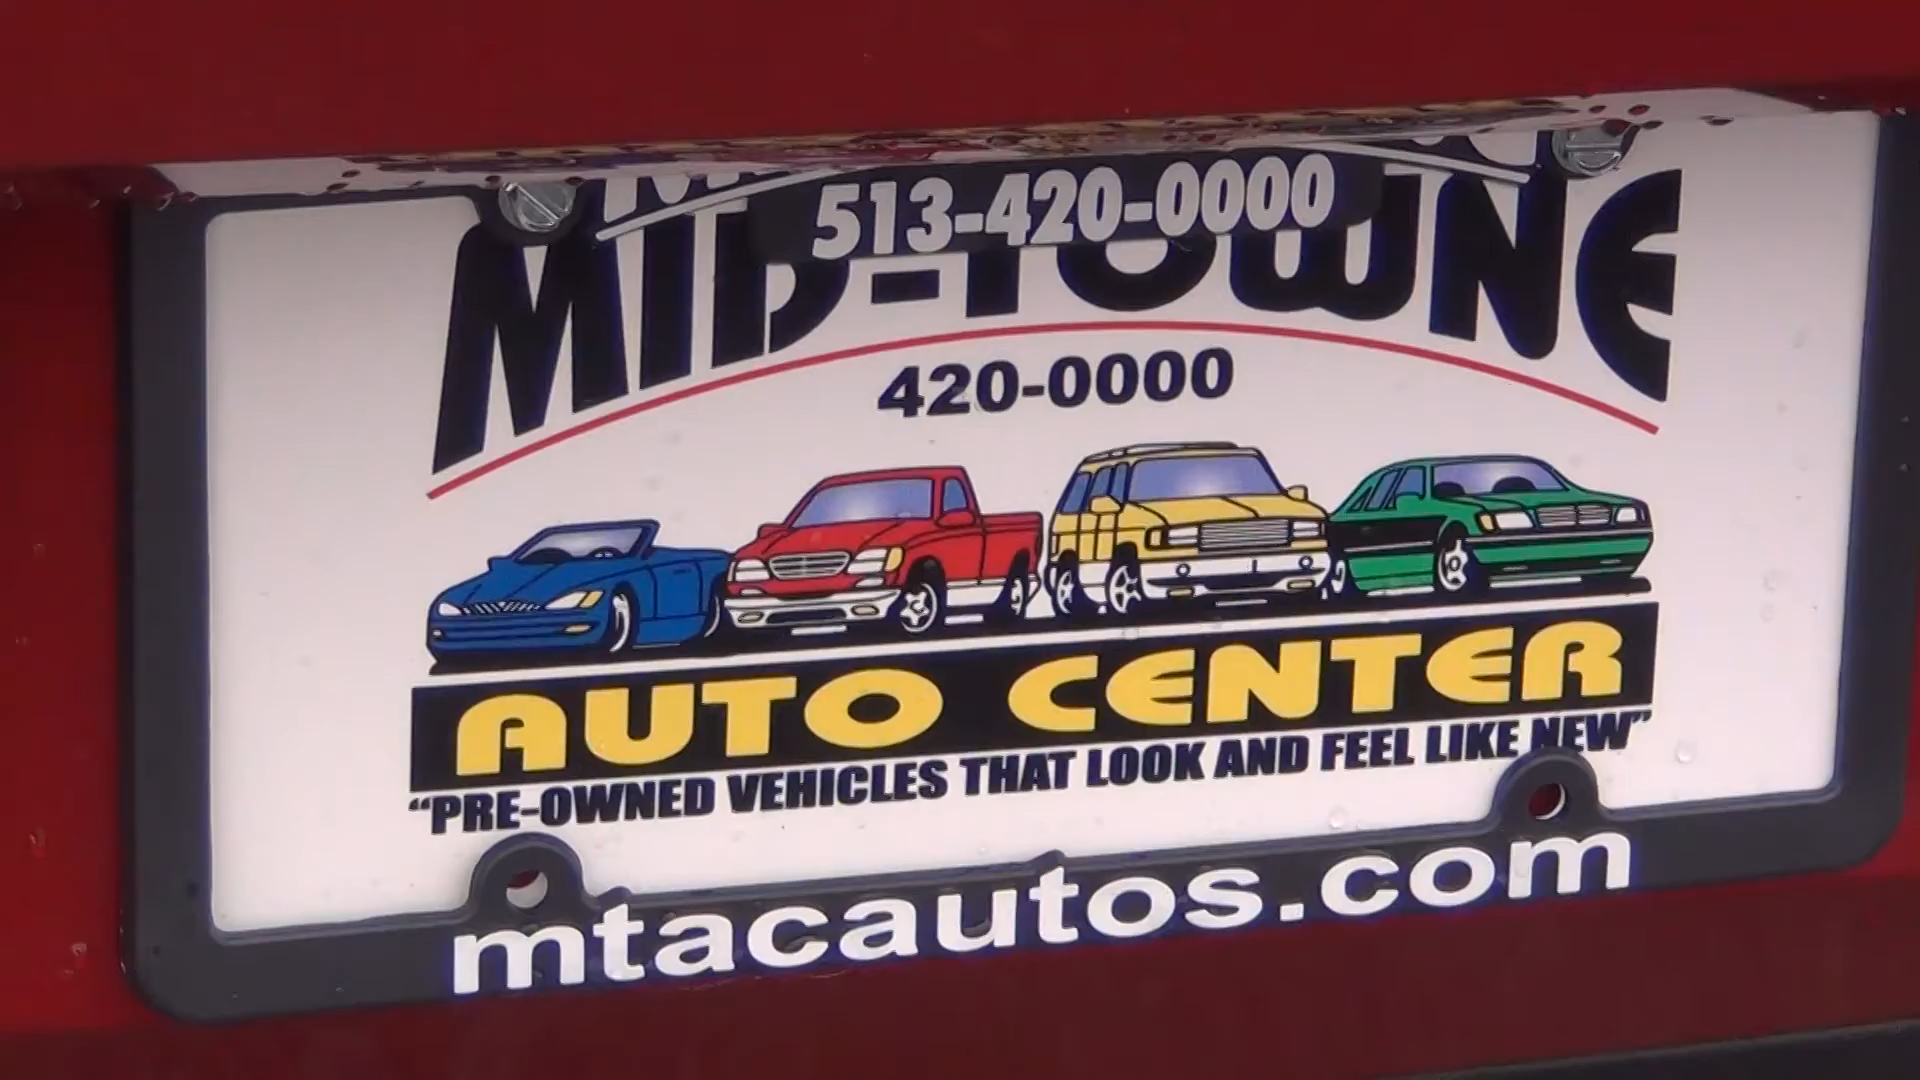 513-420-0000
MID-TOWNE
420-0000
AUTO CENTER
“PRE-OWNED VEHICLES THAT LOOK AND FEEL LIKE NEW”
mtacautos.com